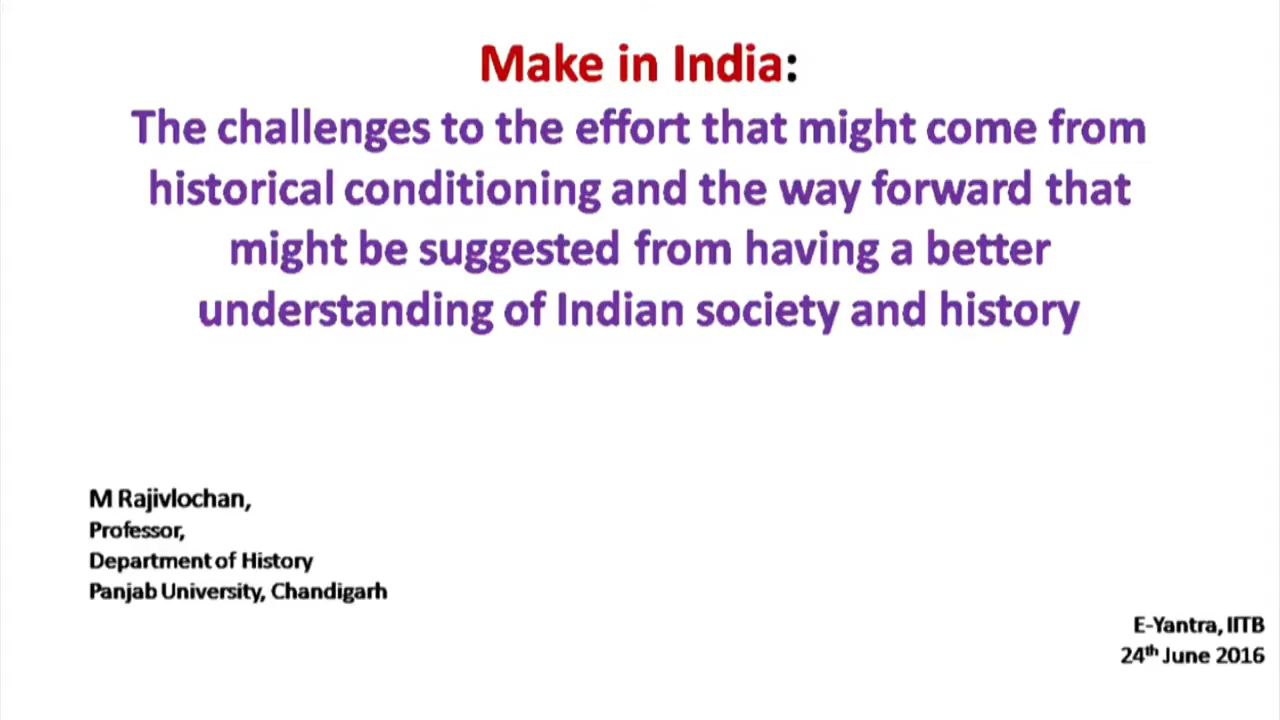 Make in India:
The challenges to the effort that might come from
historical conditioning and the way forward that
might be suggested from having a better
understanding of Indian society and history
M Rajivlochan,
Professor,
Department of History
Panjab University, Chandigarh
E-Yantra, IITB
24th June 2016